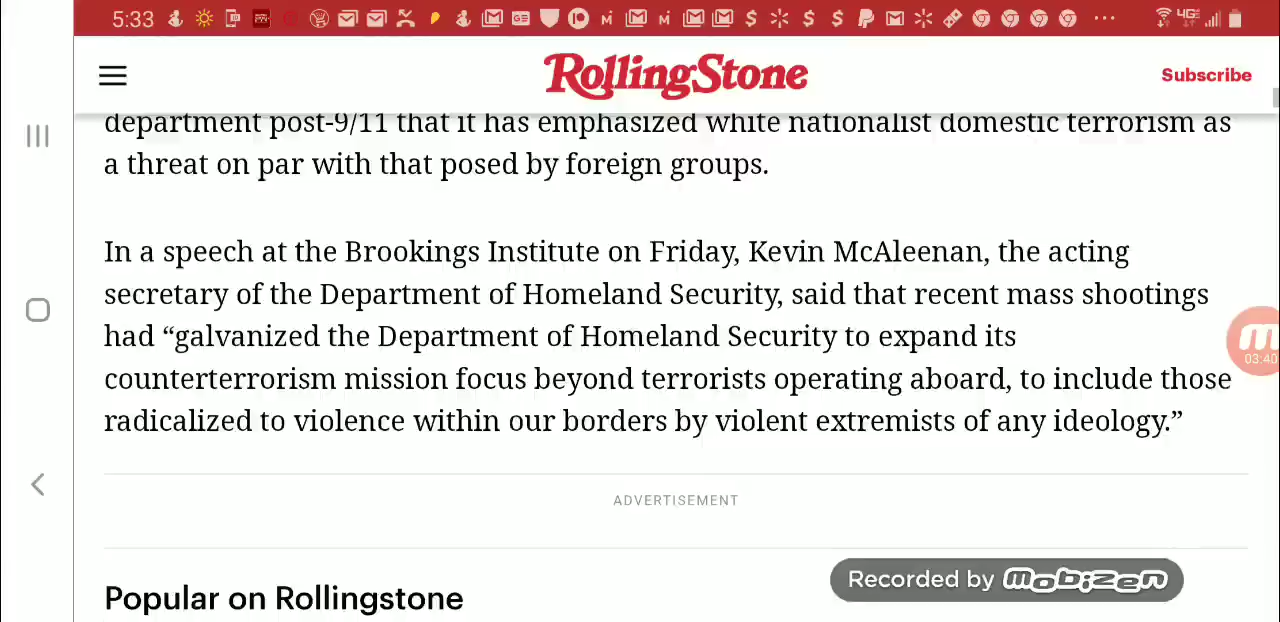 5:33
4G
RollingStone
Subscribe
department post-9/11 that it has emphasized white nationalist domestic terrorism as
a threat on par with that posed by foreign groups.
In a speech at the Brookings Institute on Friday, Kevin McAleenan, the acting
secretary of the Department of Homeland Security, said that recent mass shootings
had “galvanized the Department of Homeland Security to expand its
counterterrorism mission focus beyond terrorists operating aboard, to include those
radicalized to violence within our borders by violent extremists of any ideology.”
03:40
ADVERTISEMENT
Recorded by mobizen
Popular on Rollingstone